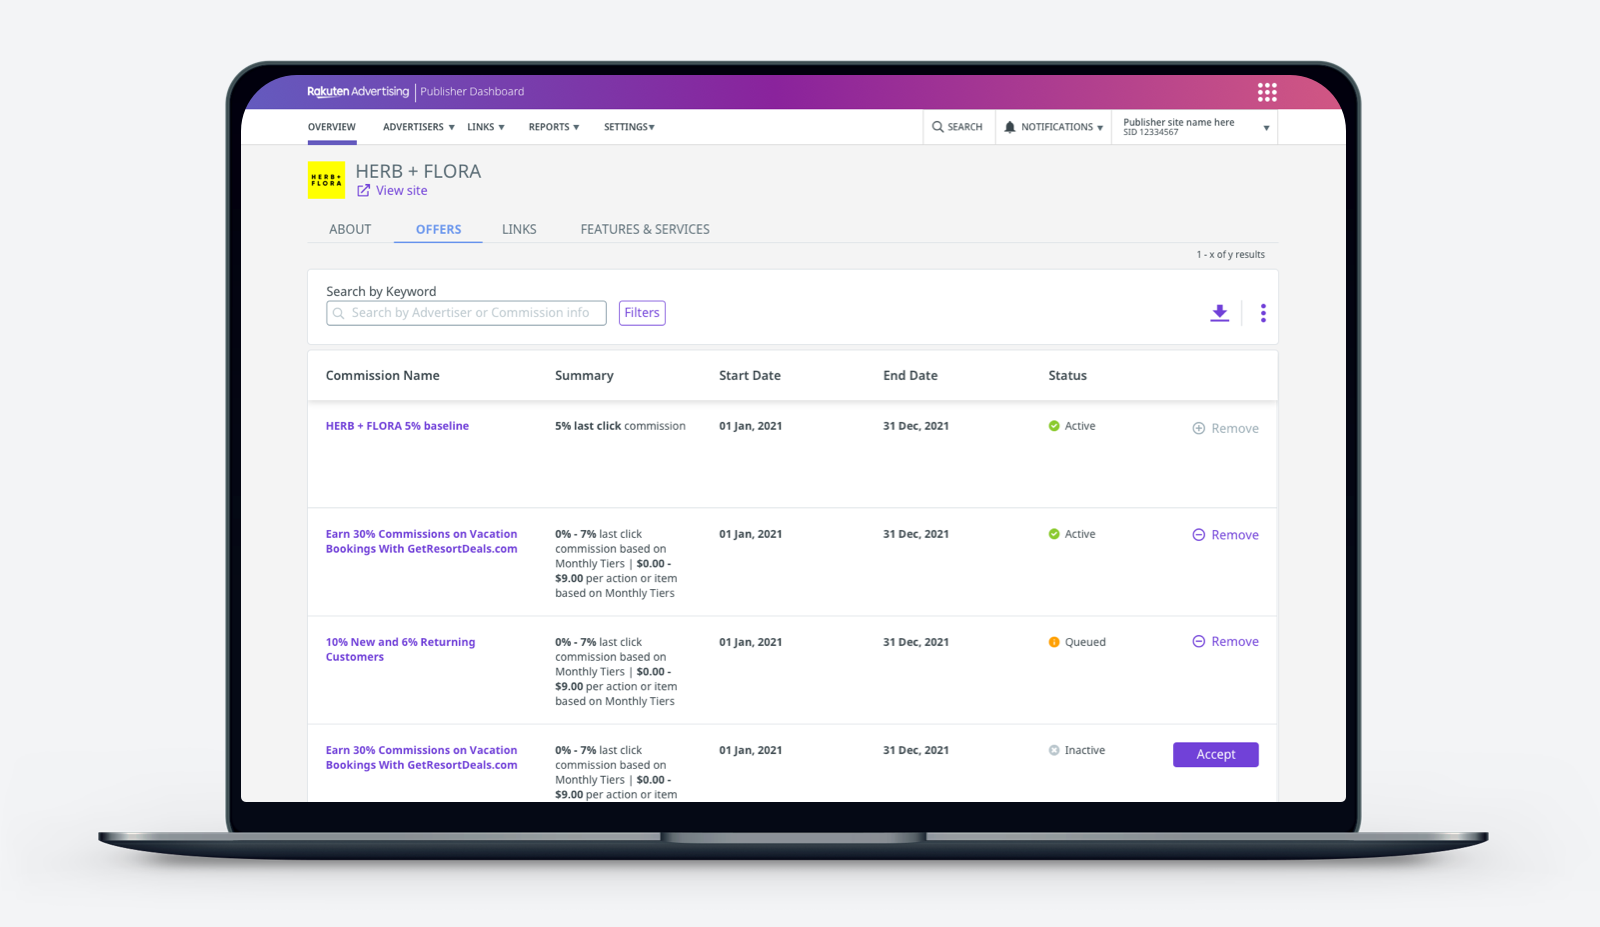 Rakuten Advertising | Publisher Dashboard
OVERVIEW ADVERTISERS LINKS REPORTS SETTINGS SEARCH NOTIFICATIONS Publisher site name here
SID 12334567
HERB+
FLORA
HERB + FLORA
View site
ABOUT OFFERS LINKS FEATURES & SERVICES
1 - x of y results
Search by Keyword
Search by Advertiser or Commission info Filters
Commission Name Summary Start Date End Date Status
HERB + FLORA 5% baseline 5% last click commission 01 Jan, 2021 31 Dec, 2021 Active Remove
Earn 30% Commissions on Vacation 0% - 7% last click 01 Jan, 2021 31 Dec, 2021 Active Remove
Bookings With GetResortDeals.com commission based on
Monthly Tiers | $0.00 -
$9.00 per action or item
based on Monthly Tiers
10% New and 6% Returning 0% - 7% last click 01 Jan, 2021 31 Dec, 2021 Queued Remove
Customers commission based on
Monthly Tiers | $0.00 -
$9.00 per action or item
based on Monthly Tiers
Earn 30% Commissions on Vacation 0% - 7% last click 01 Jan, 2021 31 Dec, 2021 Inactive Accept
Bookings With GetResortDeals.com commission based on
Monthly Tiers | $0.00 -
$9.00 per action or item